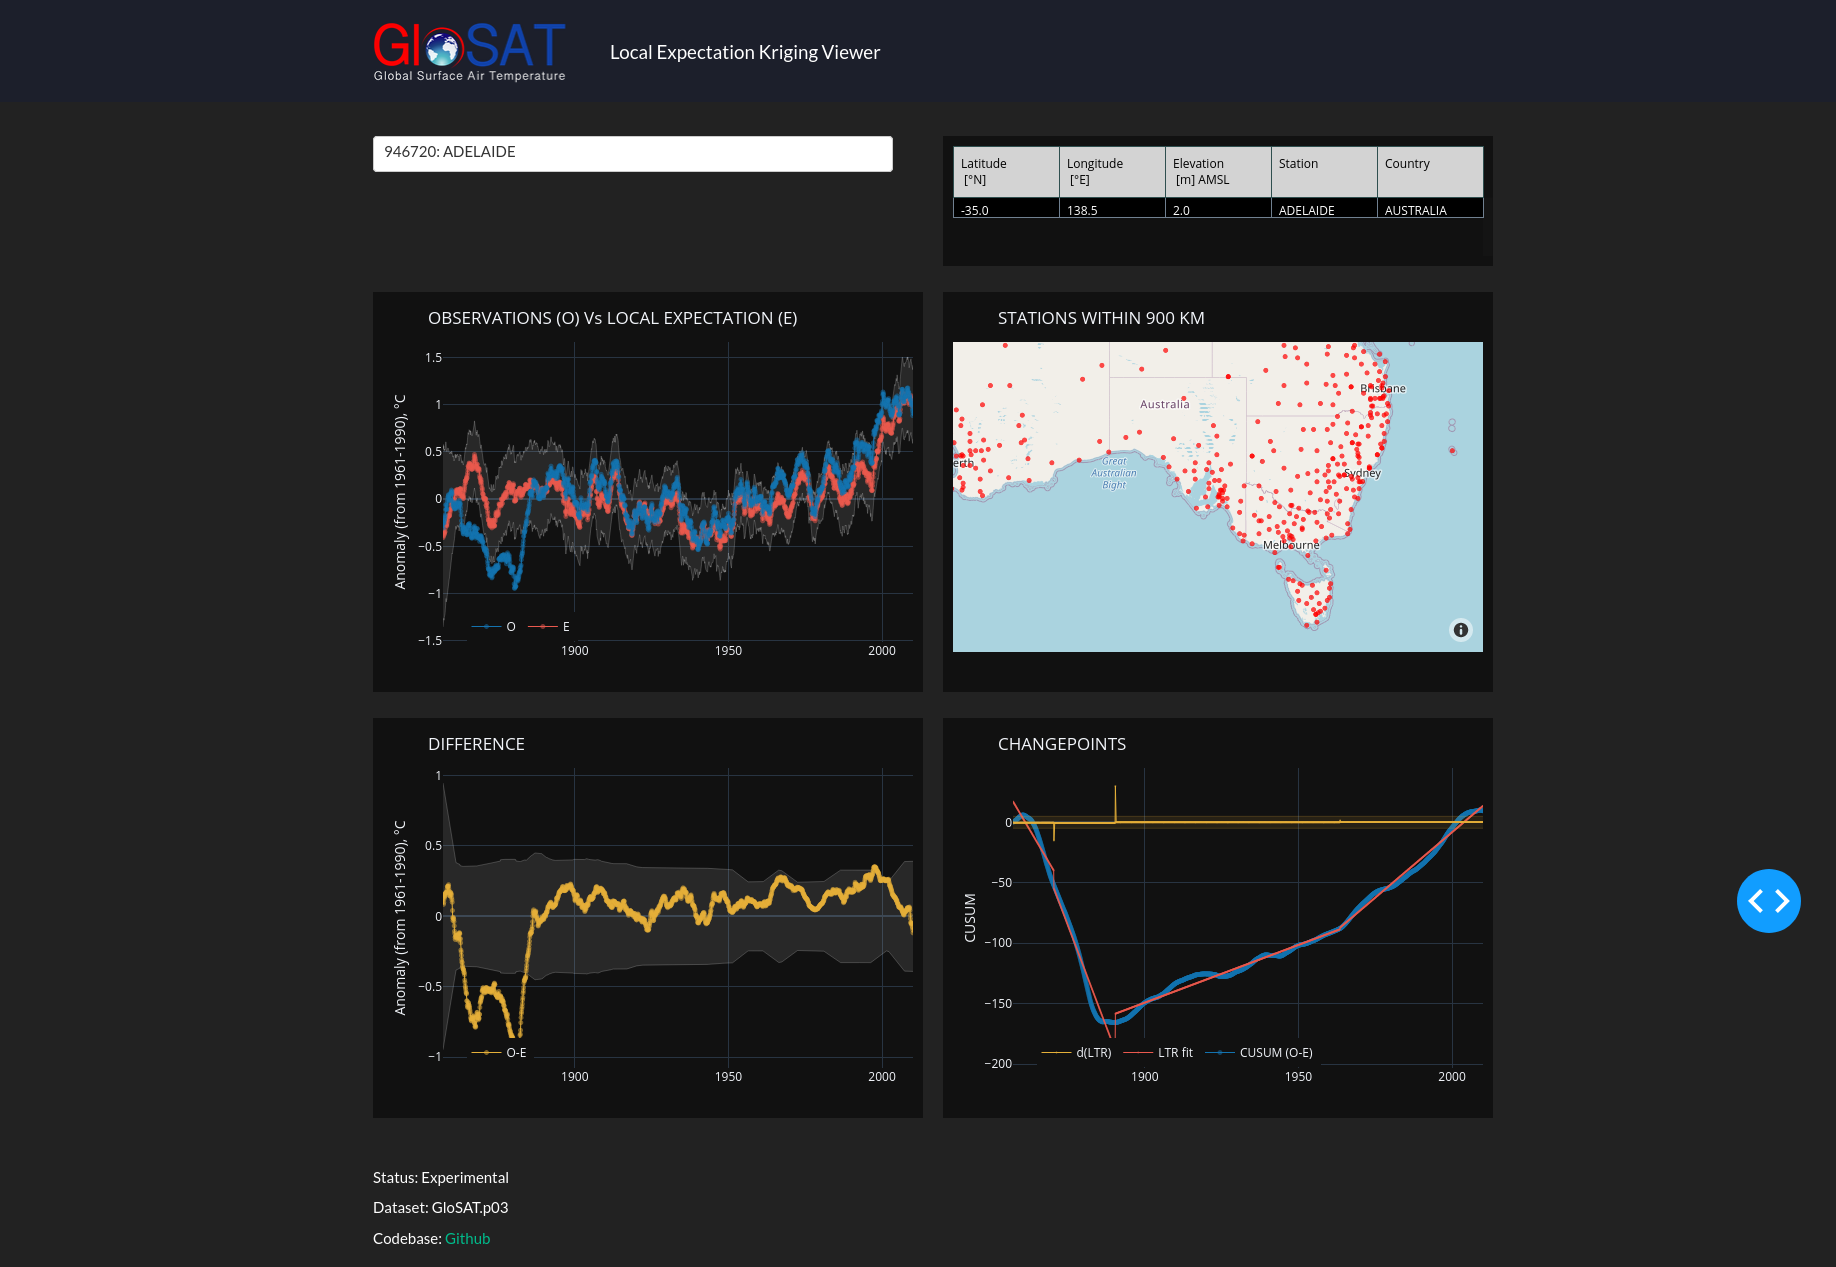 GloSAT
Global Surface Air Temperature
Local Expectation Kriging Viewer
946720: ADELAIDE
Latitude [°N] Longitude [°E] Elevation [m] AMSL Station Country
-35.0 138.5 2.0 ADELAIDE AUSTRALIA
OBSERVATIONS (O) Vs LOCAL EXPECTATION (E)
Anomaly (from 1961-1990), °C
1.5
1
0.5
0
−0.5
−1
−1.5
O E
1900 1950 2000
STATIONS WITHIN 900 KM
Brisbane
Australia
erth
Great
Australian
Bight
Sydney
Melbourne
DIFFERENCE
Anomaly (from 1961-1990), °C
1
0.5
0
−0.5
−1
O-E
1900 1950 2000
CHANGEPOINTS
CUSUM
0
−50
−100
−150
−200
d(LTR) LTR fit CUSUM (O-E)
1900 1950 2000
Status: Experimental
Dataset: GloSAT.p03
Codebase: Github